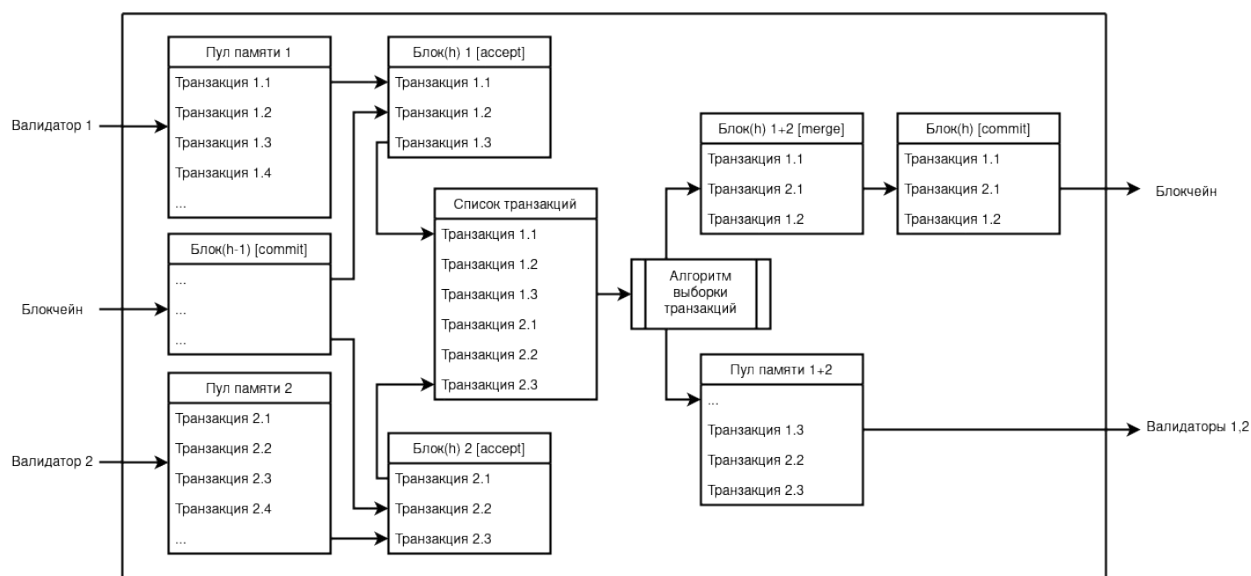 Валидатор 1
Блокчейн
Валидатор 2
Пул памяти 1
Транзакция 1.1
Транзакция 1.2
Транзакция 1.3
Транзакция 1.4
...
Блок(h-1) [commit]
...
...
...
Пул памяти 2
Транзакция 2.1
Транзакция 2.2
Транзакция 2.3
Транзакция 2.4
...
Блок(h) 1 [accept]
Транзакция 1.1
Транзакция 1.2
Транзакция 1.3
Список транзакций
Транзакция 1.1
Транзакция 1.2
Транзакция 1.3
Транзакция 2.1
Транзакция 2.2
Транзакция 2.3
Блок(h) 2 [accept]
Транзакция 2.1
Транзакция 2.2
Транзакция 2.3
Алгоритм
выборки
транзакций
Блок(h) 1+2 [merge]
Транзакция 1.1
Транзакция 2.1
Транзакция 1.2
Блок(h) [commit]
Транзакция 1.1
Транзакция 2.1
Транзакция 1.2
Пул памяти 1+2
...
Транзакция 1.3
Транзакция 2.2
Транзакция 2.3
Блокчейн
Валидаторы 1,2